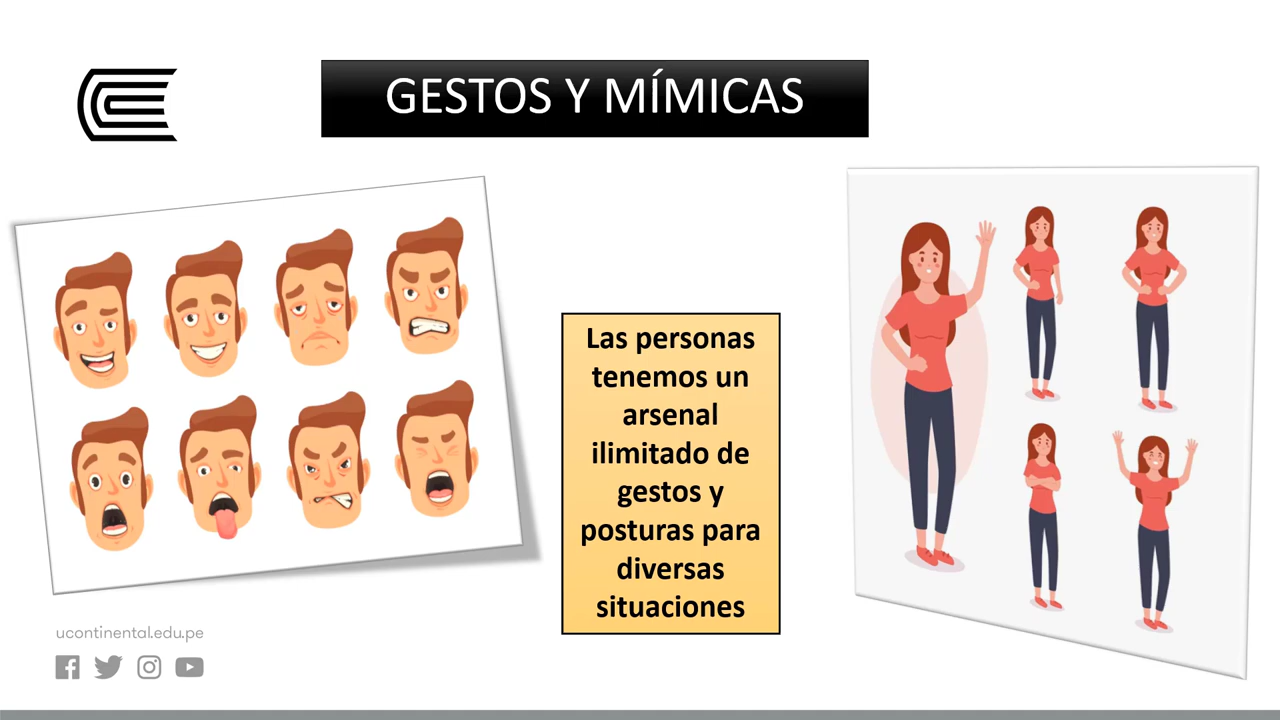 GESTOS Y MÍMICAS
Las personas
tenemos un
arsenal
ilimitado de
gestos y
posturas para
diversas
situaciones
ucontinental.edu.pe